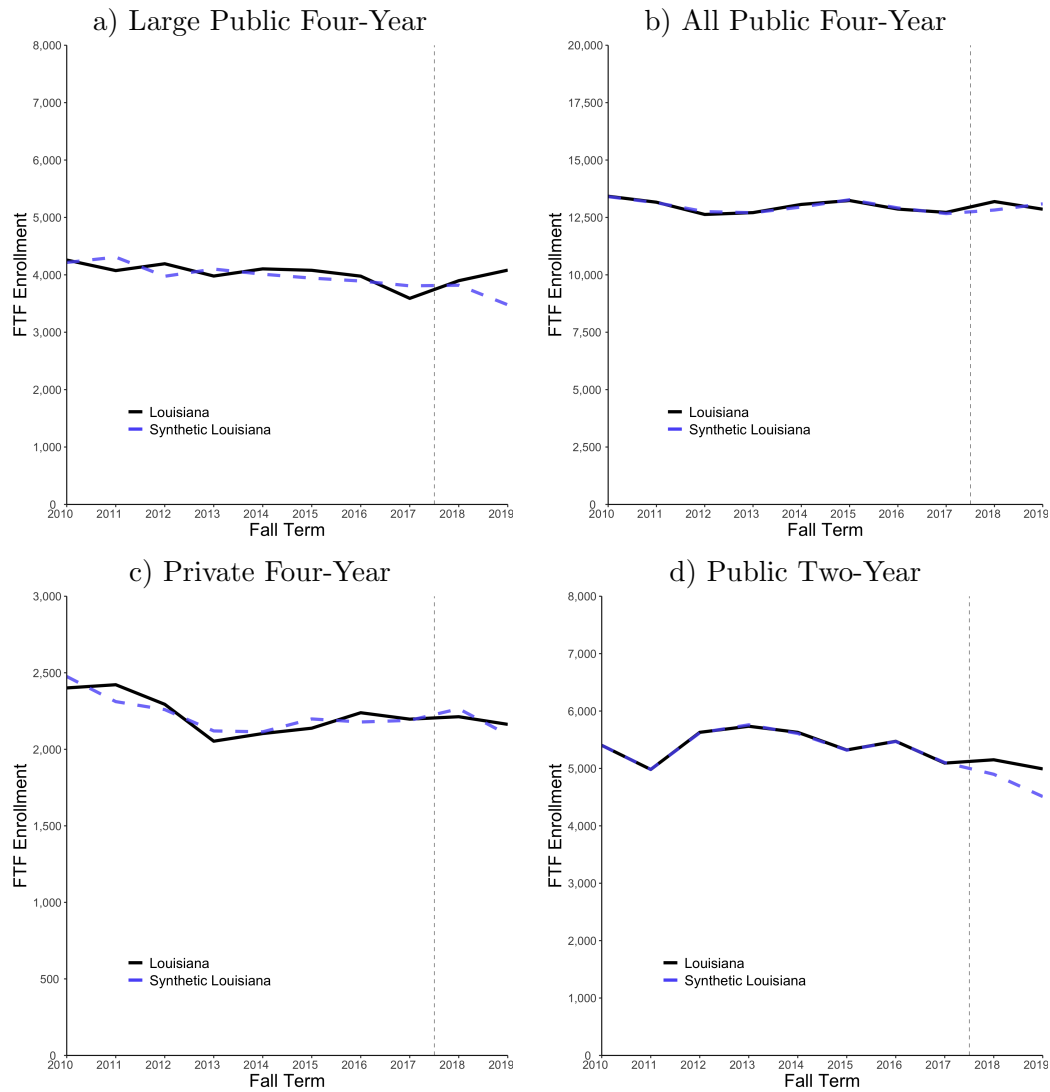 a) Large Public Four-Year
8,000
7,000
6,000
5,000
4,000
3,000
2,000
1,000
0
FTF Enrollment
Louisiana
Synthetic Louisiana
2010 2011 2012 2013 2014 2015 2016 2017 2018 2019
Fall Term
b) All Public Four-Year
20,000
17,500
15,000
12,500
10,000
7,500
5,000
2,500
0
FTF Enrollment
Louisiana
Synthetic Louisiana
2010 2011 2012 2013 2014 2015 2016 2017 2018 2019
Fall Term
c) Private Four-Year
3,000
2,500
2,000
1,500
1,000
500
0
FTF Enrollment
Louisiana
Synthetic Louisiana
2010 2011 2012 2013 2014 2015 2016 2017 2018 2019
Fall Term
d) Public Two-Year
8,000
7,000
6,000
5,000
4,000
3,000
2,000
1,000
0
FTF Enrollment
Louisiana
Synthetic Louisiana
2010 2011 2012 2013 2014 2015 2016 2017 2018 2019
Fall Term